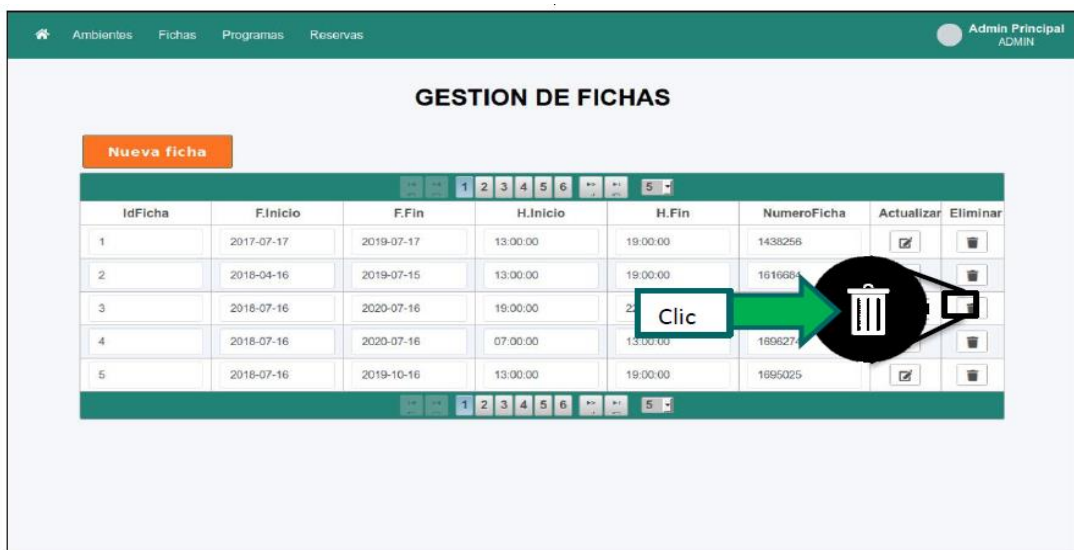 Ambientes Fichas Programas Reservas
Admin Principal
ADMIN
GESTION DE FICHAS
Nueva ficha
1 2 3 4 5 6 5
IdFicha F.Inicio F.Fin H.Inicio H.Fin NumeroFicha Actualizar Eliminar
1 2017-07-17 2019-07-17 13:00:00 19:00:00 1438256
2 2018-04-16 2019-07-15 13:00:00 19:00:00 1616684
3 2018-07-16 2020-07-16 19:00:00
Clic
4 2018-07-16 2020-07-16 07:00:00 13:00:00
5 2018-07-16 2019-10-16 13:00:00 19:00:00 1695025
1 2 3 4 5 6 5